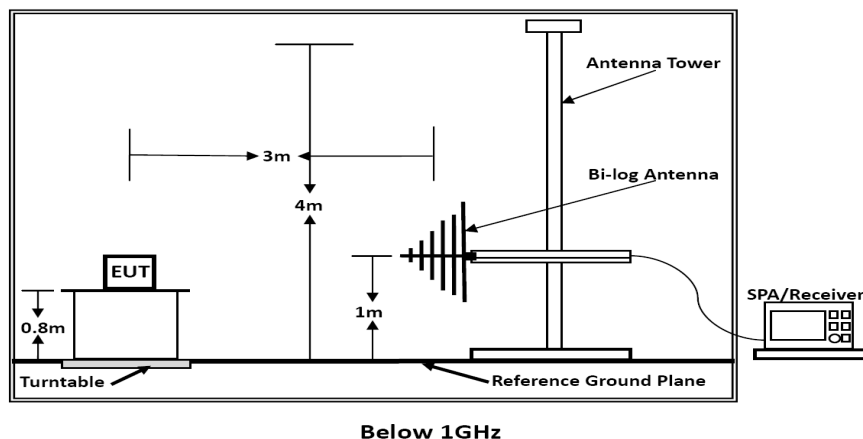 Antenna Tower
3m
Bi-log Antenna
4m
EUT
SPA/Receiver
0.8m
1m
Turntable
Reference Ground Plane
Below 1GHz